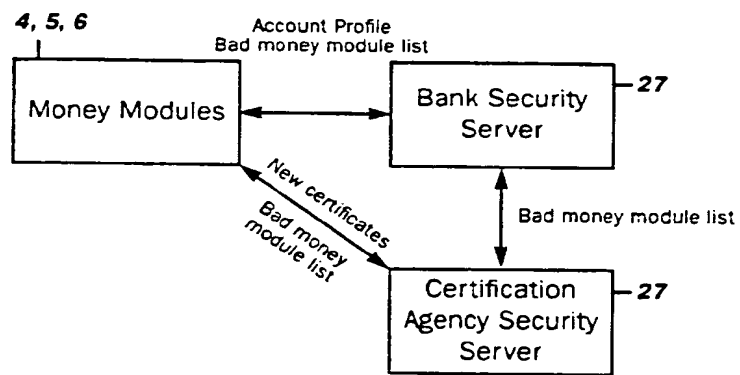 4, 5, 6
Account Profile
Bad money module list
Money Modules
Bank Security
Server
27
New certificates
Bad money
module list
Bad money module list
Certification
Agency Security
Server
27